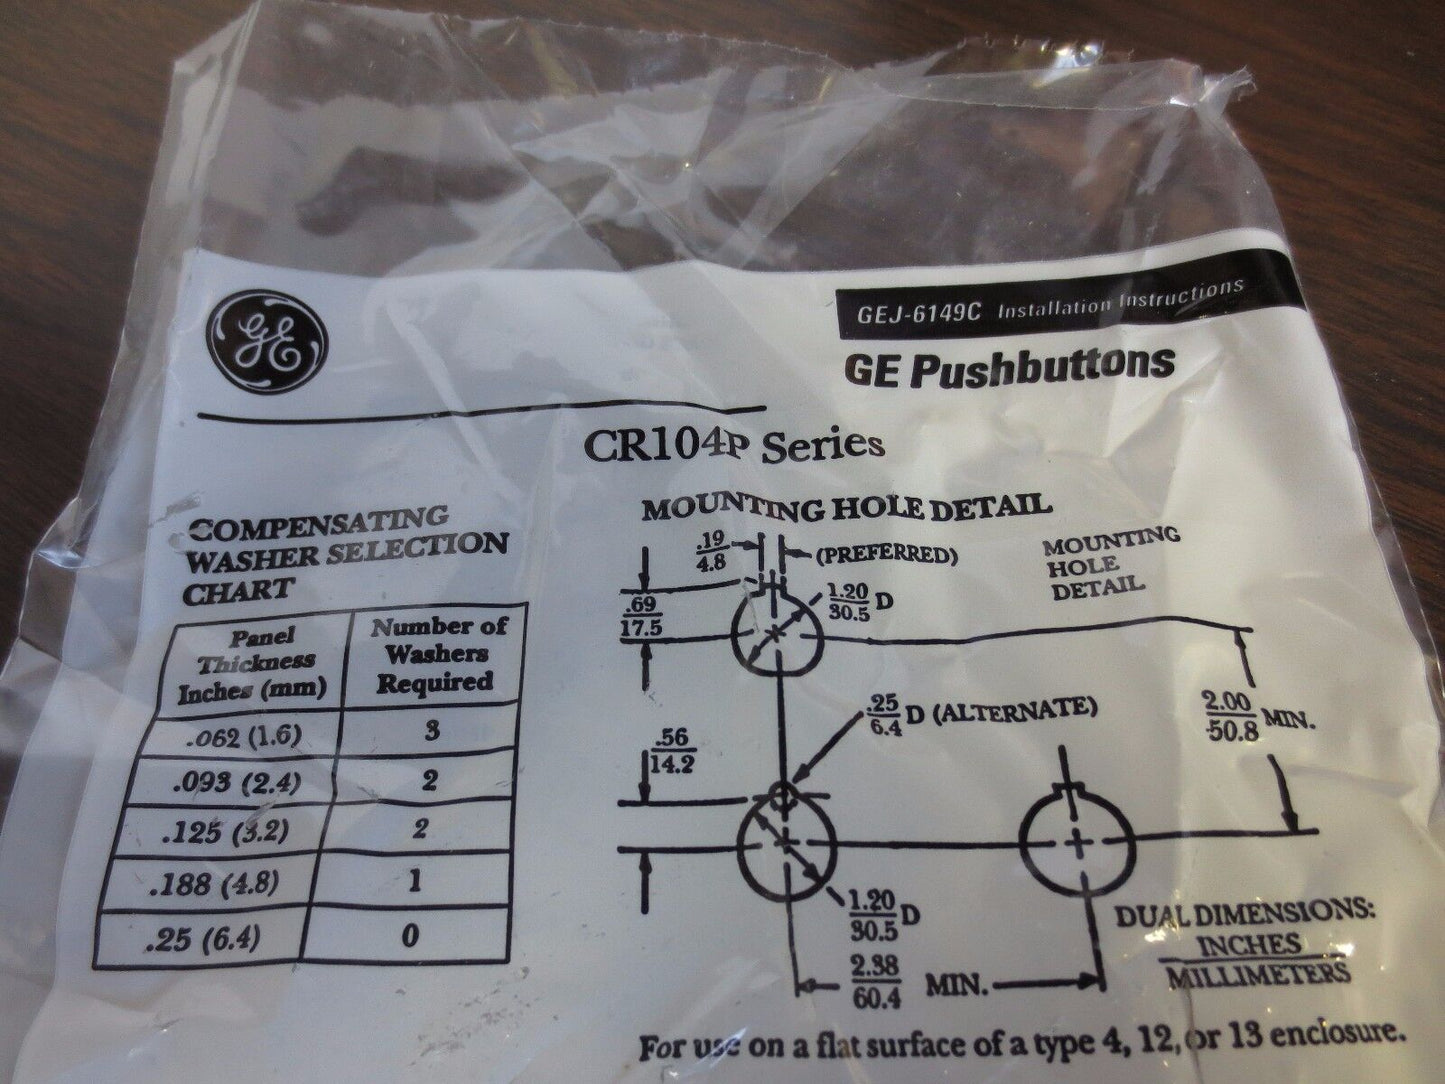 GE
GEJ-6149C Installation Instructions
GE Pushbuttons
CR104P Series
COMPENSATING
WASHER SELECTION
CHART
Panel
Thickness
Inches (mm)
Number of
Washers
Required
.062 (1.6) 3
.093 (2.4) 2
.125 (3.2) 2
.188 (4.8) 1
.25 (6.4) 0
MOUNTING HOLE DETAIL
.19
4.8
(PREFERRED)
MOUNTING
HOLE
DETAIL
.69
17.5
1.20
30.5
D
.25
6.4
D (ALTERNATE)
2.00
50.8
MIN.
.56
14.2
1.20
30.5
D
2.38
60.4
MIN.
DUAL DIMENSIONS:
INCHES
MILLIMETERS
For use on a flat surface of a type 4, 12, or 13 enclosure.